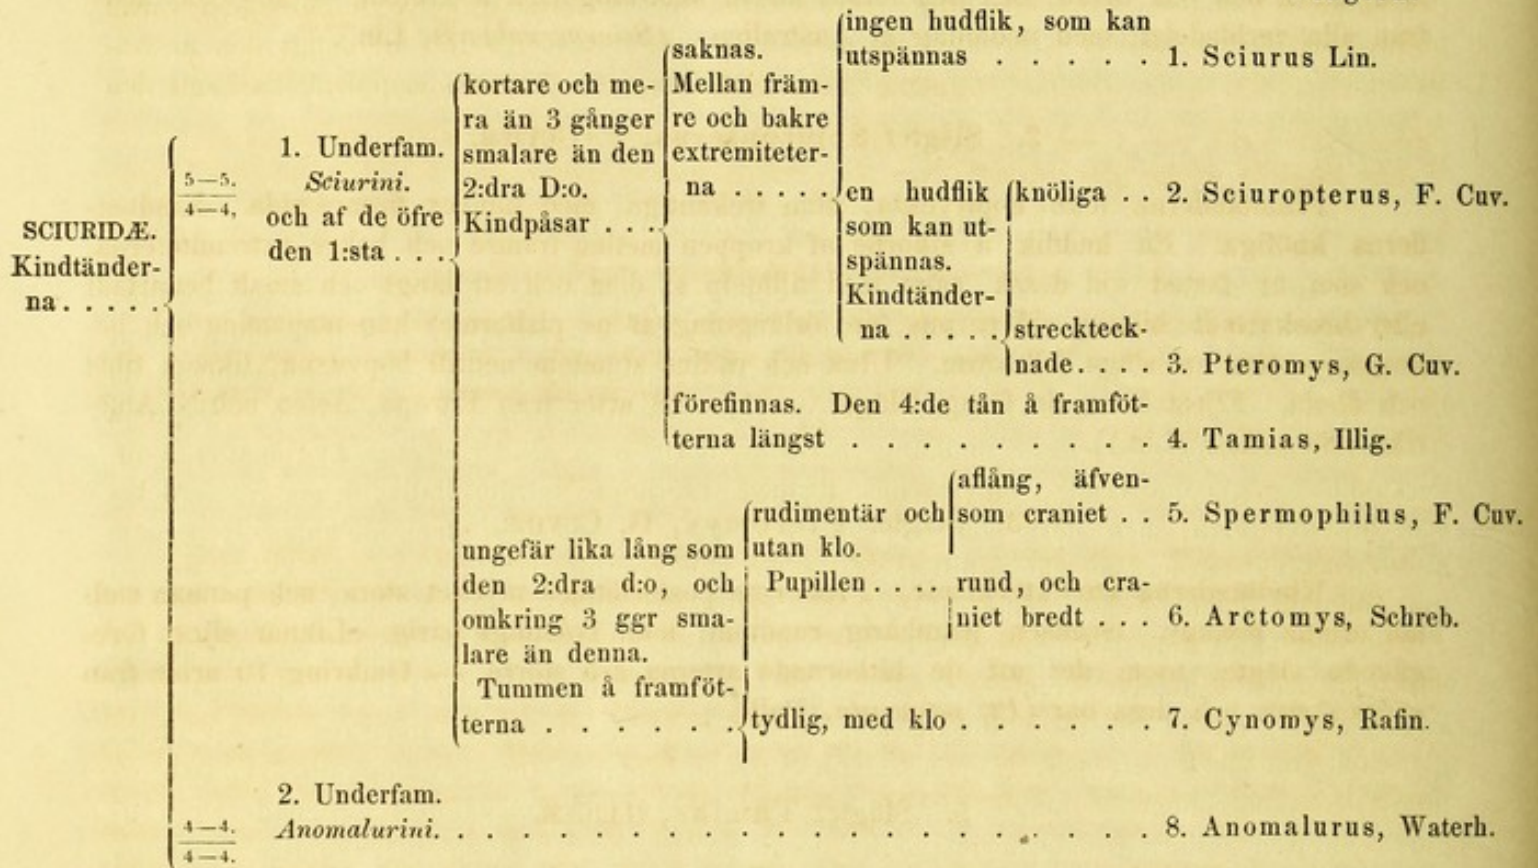 SCIURIDÆ.
Kindtänder-
na . . . . .
5—5.
4—4,
1. Underfam.
Sciurini.
och af de öfre
den 1:sta . . .
kortare och me-
ra än 3 gånger
smalare än den
2:dra D:o.
Kindpåsar . . .
saknas.
Mellan främ-
re och bakre
extremiteter-
na . . . . .
ingen hudflik, som kan
utspännas . . . . . 1. Sciurus Lin.
en hudflik
som kan ut-
spännas.
Kindtänder-
na . . . . .
knöliga . . 2. Sciuropterus, F. Cuv.
streckteck-
nade. . . . 3. Pteromys, G. Cuv.
förefinnas. Den 4:de tån å framföt-
terna längst . . . . . . . . . 4. Tamias, Illig.
ungefär lika lång som
den 2:dra d:o, och
omkring 3 ggr sma-
lare än denna.
Tummen å framföt-
terna . . . . . .
rudimentär och
utan klo.
Pupillen . . . .
aflång, äfven-
som craniet . . 5. Spermophilus, F. Cuv.
rund, och cra-
niet bredt . . . 6. Arctomys, Schreb.
tydlig, med klo . . . . . . 7. Cynomys, Rafin.
4—4.
4—4.
2. Underfam.
Anomalurini. . . . . . . . . . . . . . . . . . . 8. Anomalurus, Waterh.